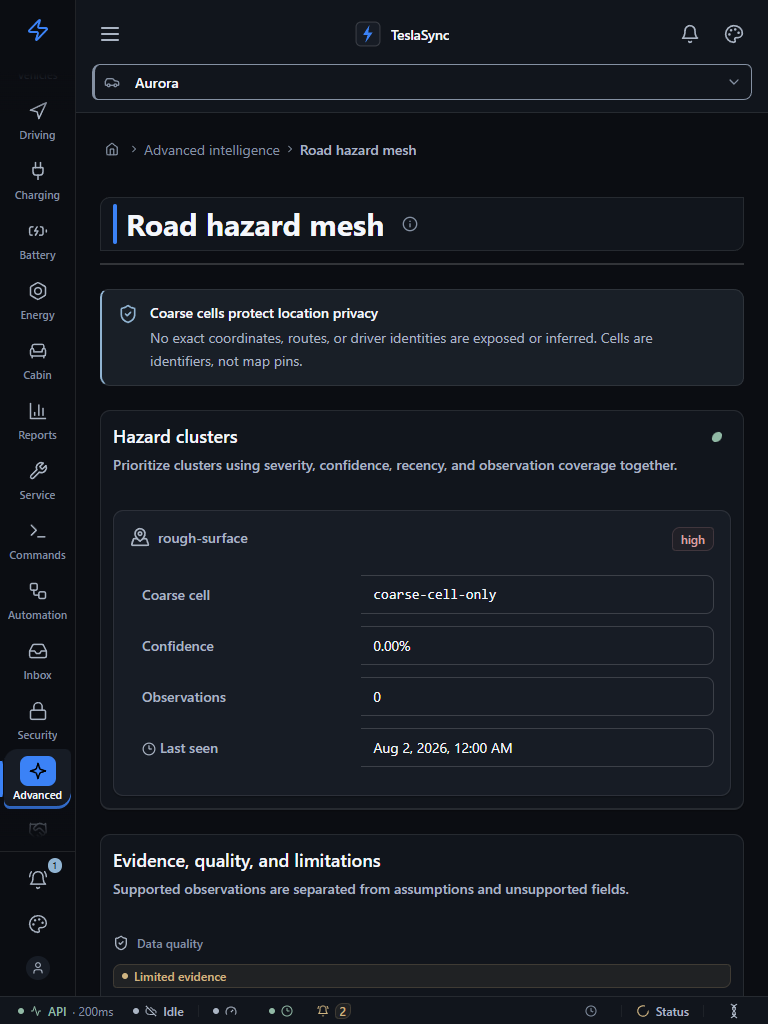 TeslaSync
Aurora
Driving
Charging
Battery
Energy
Cabin
Reports
Service
Commands
Automation
Inbox
Security
Advanced
1
Advanced intelligence
Road hazard mesh
Road hazard mesh
Coarse cells protect location privacy
No exact coordinates, routes, or driver identities are exposed or inferred. Cells are
identifiers, not map pins.
Hazard clusters
Prioritize clusters using severity, confidence, recency, and observation coverage together.
rough-surface
high
Coarse cell
coarse-cell-only
Confidence
0.00%
Observations
0
Last seen
Aug 2, 2026, 12:00 AM
Evidence, quality, and limitations
Supported observations are separated from assumptions and unsupported fields.
Data quality
Limited evidence
API · 200ms
Idle
2
Status